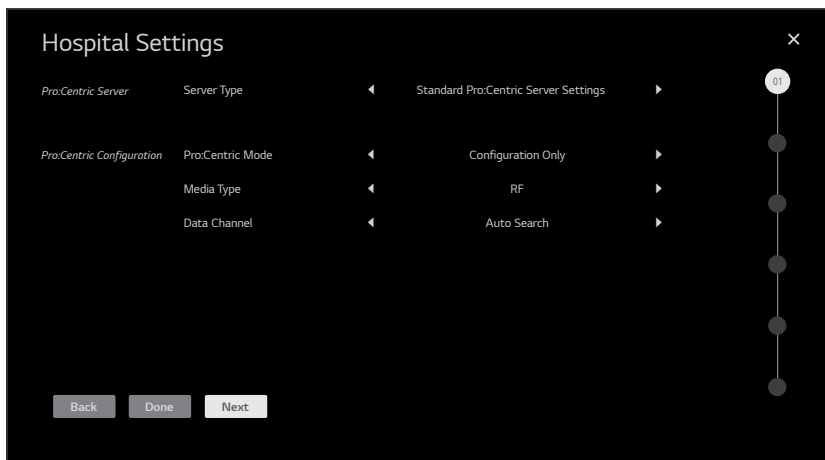 Hospital Settings
×
Pro:Centric Server Server Type Standard Pro:Centric Server Settings
01
Pro:Centric Configuration Pro:Centric Mode Configuration Only
Media Type RF
Data Channel Auto Search
Back Done Next